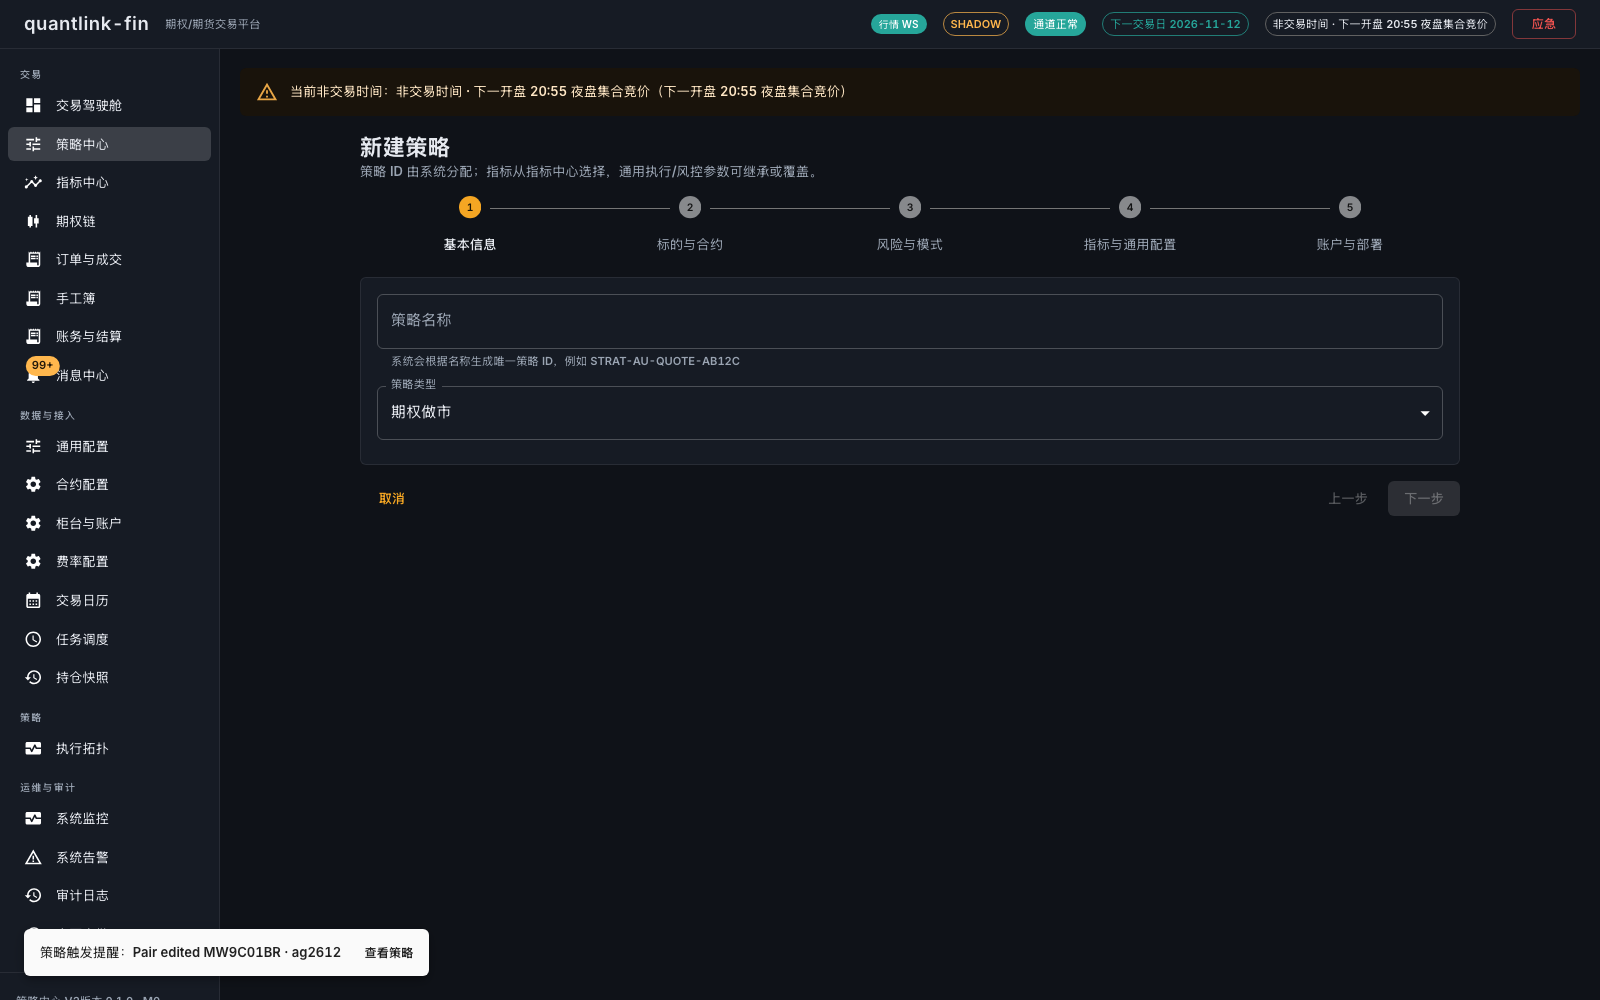 quantlink-fin
期权/期货交易平台
行情 WS
SHADOW
通道正常
下一交易日 2026-11-12
非交易时间 · 下一开盘 20:55 夜盘集合竞价
应急
交易
交易驾驶舱
策略中心
指标中心
期权链
订单与成交
手工簿
账务与结算
99+
消息中心
数据与接入
通用配置
合约配置
柜台与账户
费率配置
交易日历
任务调度
持仓快照
策略
执行拓扑
运维与审计
系统监控
系统告警
审计日志
当前非交易时间：非交易时间 · 下一开盘 20:55 夜盘集合竞价（下一开盘 20:55 夜盘集合竞价）
新建策略
策略 ID 由系统分配；指标从指标中心选择，通用执行/风控参数可继承或覆盖。
1
2
3
4
5
基本信息
标的与合约
风险与模式
指标与通用配置
账户与部署
策略名称
系统会根据名称生成唯一策略 ID，例如 STRAT-AU-QUOTE-AB12C
策略类型
期权做市
取消
上一步
下一步
策略触发提醒：Pair edited MW9C01BR · ag2612
查看策略